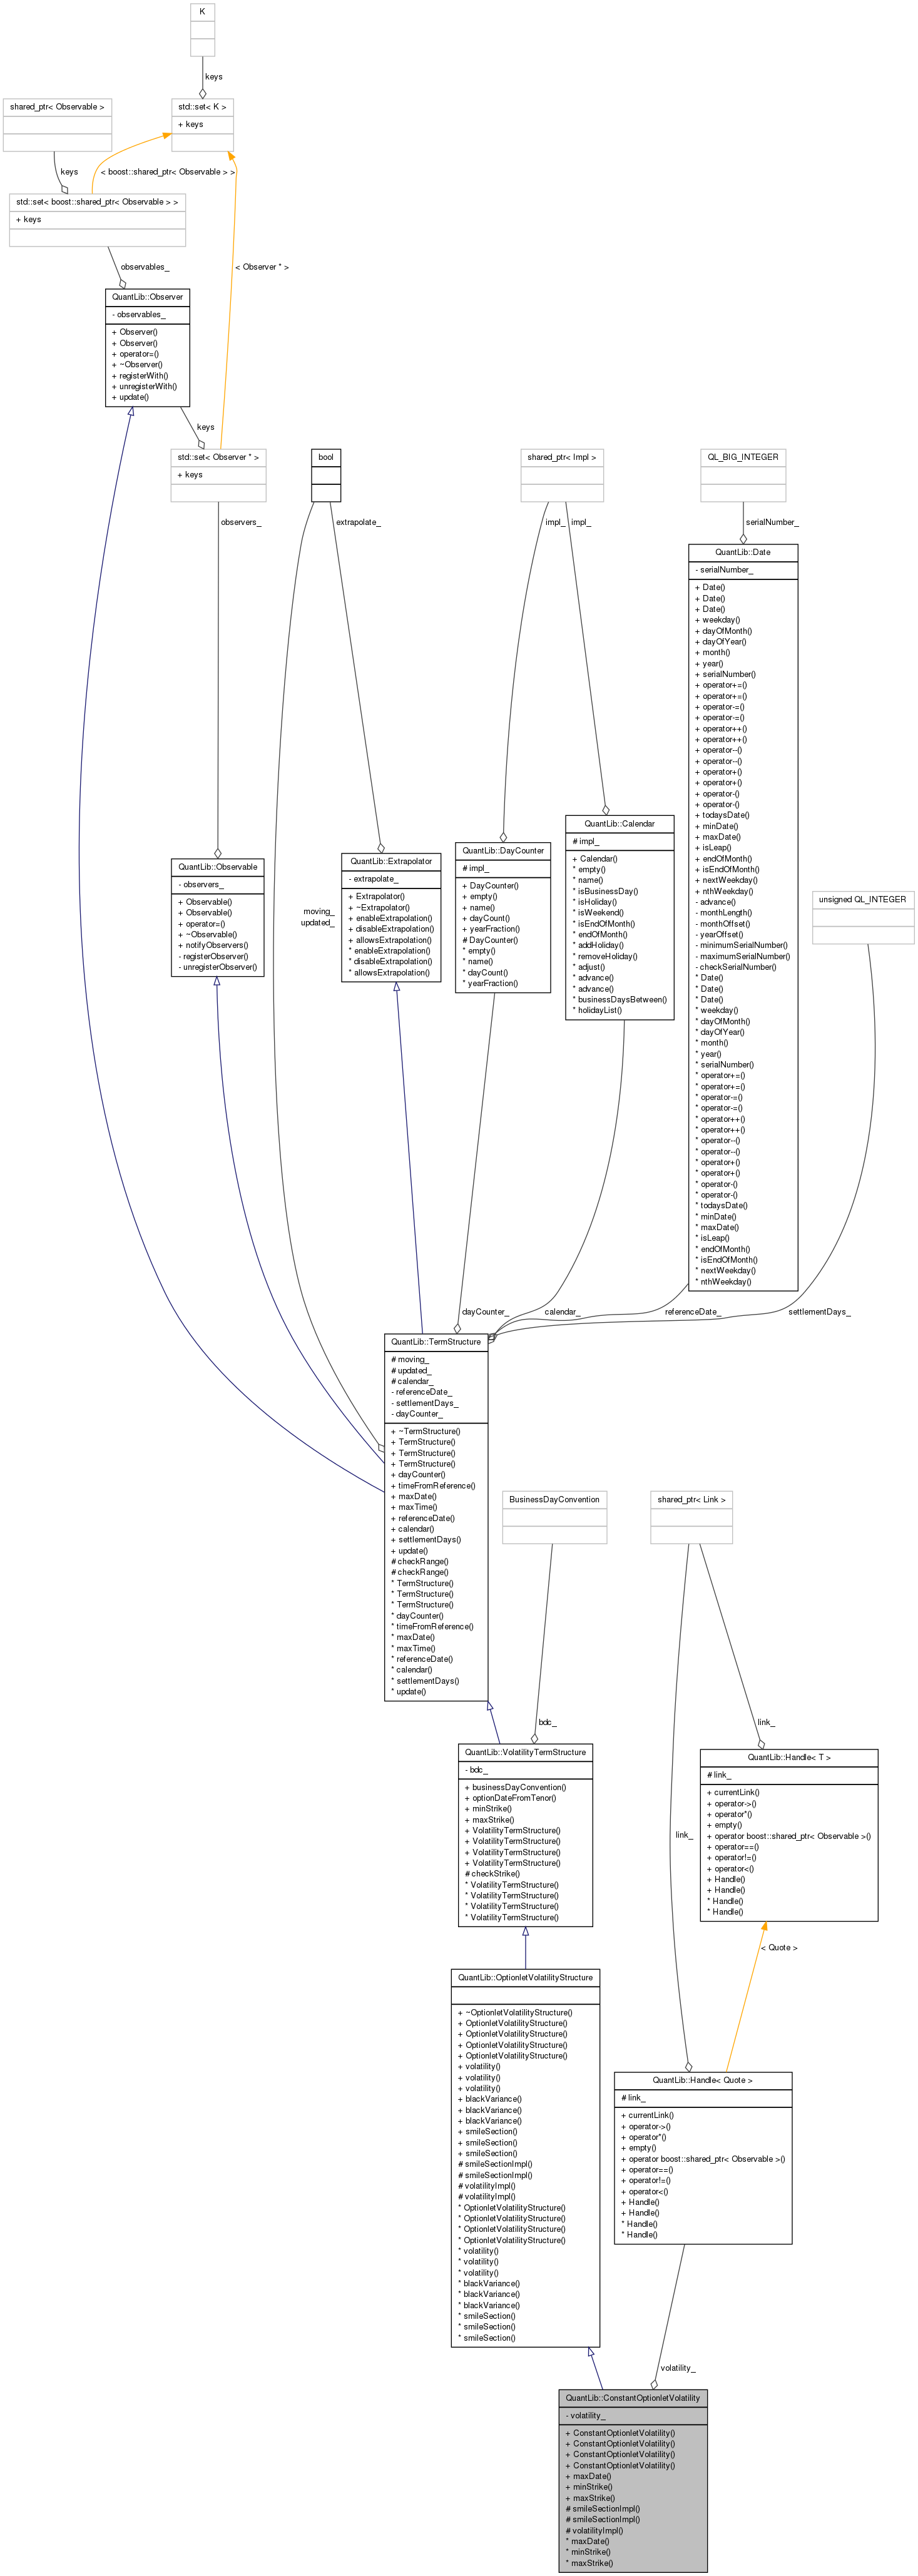 K
keys
shared_ptr< Observable >
std::set< K >
+ keys
keys
< boost::shared_ptr< Observable > >
std::set< boost::shared_ptr< Observable > >
+ keys
observables_
< Observer * >
QuantLib::Observer
- observables_
+ Observer()
+ Observer()
+ operator=()
+ ~Observer()
+ registerWith()
+ unregisterWith()
+ update()
keys
std::set< Observer * >
+ keys
bool
shared_ptr< Impl >
QL_BIG_INTEGER
observers_
extrapolate_
impl_
impl_
serialNumber_
QuantLib::Date
- serialNumber_
+ Date()
+ Date()
+ Date()
+ weekday()
+ dayOfMonth()
+ dayOfYear()
+ month()
+ year()
+ serialNumber()
+ operator+=()
+ operator+=()
+ operator-=()
+ operator-=()
+ operator++()
+ operator++()
+ operator--()
+ operator--()
+ operator+()
+ operator+()
+ operator-()
+ operator-()
+ todaysDate()
+ minDate()
+ maxDate()
+ isLeap()
+ endOfMonth()
+ isEndOfMonth()
+ nextWeekday()
+ nthWeekday()
- advance()
- monthLength()
- monthOffset()
- yearOffset()
- minimumSerialNumber()
- maximumSerialNumber()
- checkSerialNumber()
* Date()
* Date()
* Date()
* weekday()
* dayOfMonth()
* dayOfYear()
* month()
* year()
* serialNumber()
* operator+=()
* operator+=()
* operator-=()
* operator-=()
* operator++()
* operator++()
* operator--()
* operator--()
* operator+()
* operator+()
* operator-()
* operator-()
* todaysDate()
* minDate()
* maxDate()
* isLeap()
* endOfMonth()
* isEndOfMonth()
* nextWeekday()
* nthWeekday()
QuantLib::Calendar
# impl_
+ Calendar()
* empty()
* name()
* isBusinessDay()
* isHoliday()
* isWeekend()
* isEndOfMonth()
* endOfMonth()
* addHoliday()
* removeHoliday()
* adjust()
* advance()
* advance()
* businessDaysBetween()
* holidayList()
QuantLib::DayCounter
# impl_
+ DayCounter()
+ empty()
+ name()
+ dayCount()
+ yearFraction()
# DayCounter()
* empty()
* name()
* dayCount()
* yearFraction()
QuantLib::Extrapolator
- extrapolate_
+ Extrapolator()
+ ~Extrapolator()
+ enableExtrapolation()
+ disableExtrapolation()
+ allowsExtrapolation()
* enableExtrapolation()
* disableExtrapolation()
* allowsExtrapolation()
QuantLib::Observable
- observers_
+ Observable()
+ Observable()
+ operator=()
+ ~Observable()
+ notifyObservers()
- registerObserver()
- unregisterObserver()
moving_
updated_
unsigned QL_INTEGER
dayCounter_
calendar_
referenceDate_
settlementDays_
QuantLib::TermStructure
# moving_
# updated_
# calendar_
- referenceDate_
- settlementDays_
- dayCounter_
+ ~TermStructure()
+ TermStructure()
+ TermStructure()
+ TermStructure()
+ dayCounter()
+ timeFromReference()
+ maxDate()
+ maxTime()
+ referenceDate()
+ calendar()
+ settlementDays()
+ update()
# checkRange()
# checkRange()
* TermStructure()
* TermStructure()
* TermStructure()
* dayCounter()
* timeFromReference()
* maxDate()
* maxTime()
* referenceDate()
* calendar()
* settlementDays()
* update()
BusinessDayConvention
shared_ptr< Link >
bdc_
link_
link_
QuantLib::VolatilityTermStructure
- bdc_
+ businessDayConvention()
+ optionDateFromTenor()
+ minStrike()
+ maxStrike()
+ VolatilityTermStructure()
+ VolatilityTermStructure()
+ VolatilityTermStructure()
+ VolatilityTermStructure()
# checkStrike()
* VolatilityTermStructure()
* VolatilityTermStructure()
* VolatilityTermStructure()
* VolatilityTermStructure()
QuantLib::Handle< T >
# link_
+ currentLink()
+ operator->()
+ operator*()
+ empty()
+ operator boost::shared_ptr< Observable >()
+ operator==()
+ operator!=()
+ operator<()
+ Handle()
+ Handle()
* Handle()
* Handle()
< Quote >
QuantLib::OptionletVolatilityStructure
+ ~OptionletVolatilityStructure()
+ OptionletVolatilityStructure()
+ OptionletVolatilityStructure()
+ OptionletVolatilityStructure()
+ OptionletVolatilityStructure()
+ volatility()
+ volatility()
+ volatility()
+ blackVariance()
+ blackVariance()
+ blackVariance()
+ smileSection()
+ smileSection()
+ smileSection()
# smileSectionImpl()
# smileSectionImpl()
# volatilityImpl()
# volatilityImpl()
* OptionletVolatilityStructure()
* OptionletVolatilityStructure()
* OptionletVolatilityStructure()
* OptionletVolatilityStructure()
* volatility()
* volatility()
* volatility()
* blackVariance()
* blackVariance()
* blackVariance()
* smileSection()
* smileSection()
* smileSection()
QuantLib::Handle< Quote >
# link_
+ currentLink()
+ operator->()
+ operator*()
+ empty()
+ operator boost::shared_ptr< Observable >()
+ operator==()
+ operator!=()
+ operator<()
+ Handle()
+ Handle()
* Handle()
* Handle()
volatility_
QuantLib::ConstantOptionletVolatility
- volatility_
+ ConstantOptionletVolatility()
+ ConstantOptionletVolatility()
+ ConstantOptionletVolatility()
+ ConstantOptionletVolatility()
+ maxDate()
+ minStrike()
+ maxStrike()
# smileSectionImpl()
# smileSectionImpl()
# volatilityImpl()
* maxDate()
* minStrike()
* maxStrike()